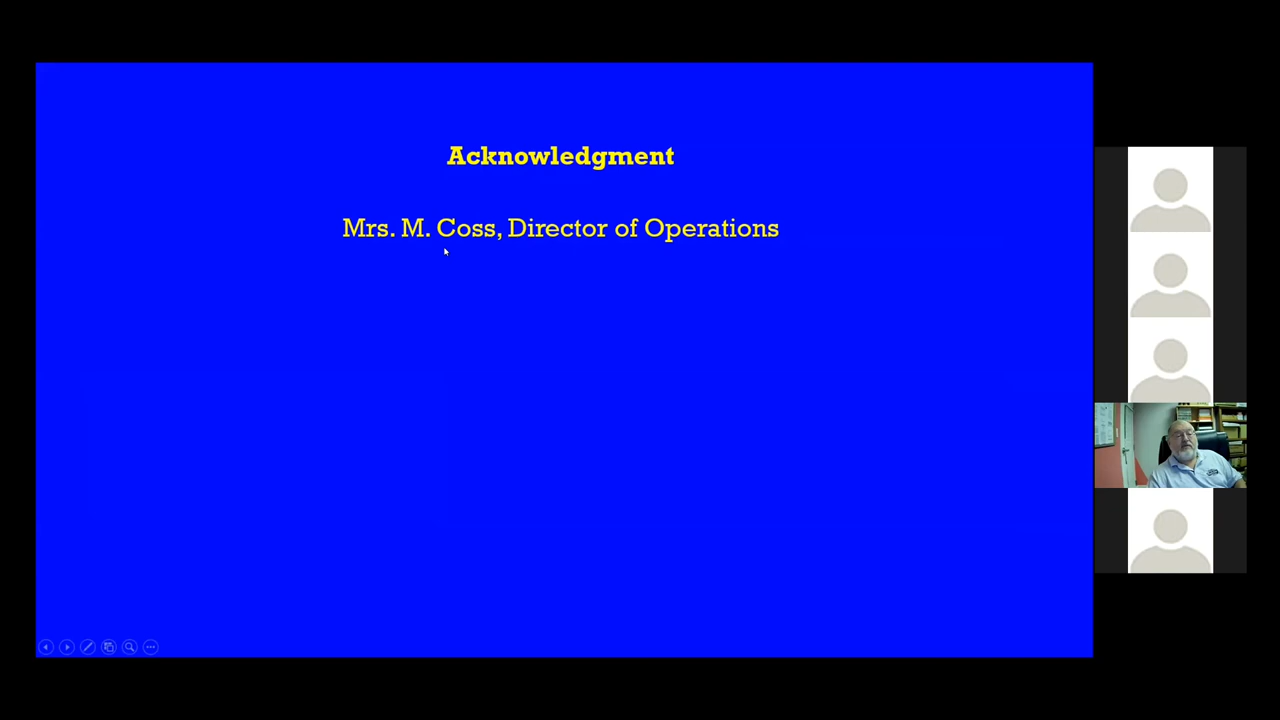 Acknowledgment
Mrs. M. Coss, Director of Operations